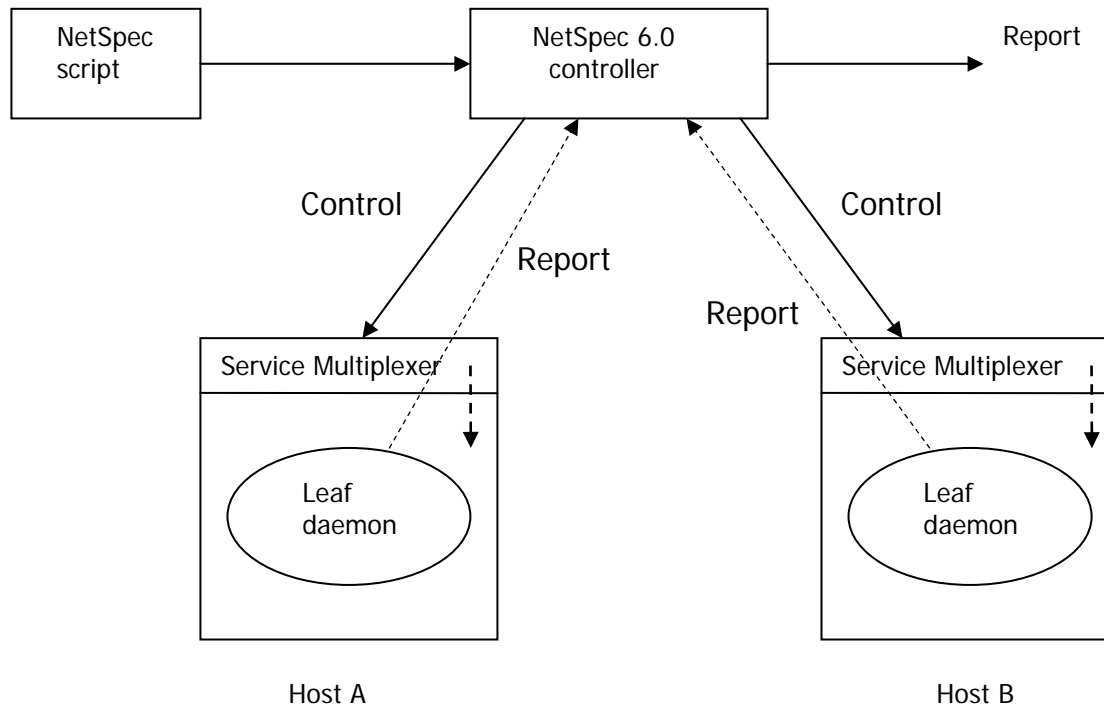 NetSpec
script
NetSpec 6.0
controller
Report
Control
Control
Report
Report
Service Multiplexer
Service Multiplexer
Leaf
daemon
Leaf
daemon
Host A
Host B